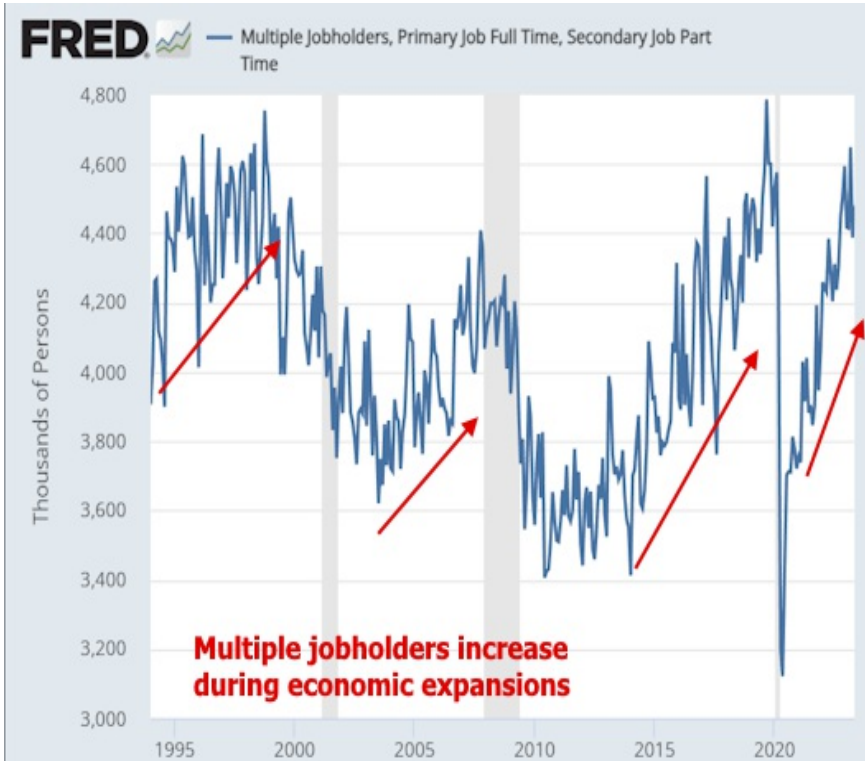 FRED
Multiple Jobholders, Primary Job Full Time, Secondary Job Part
Time
4,800
4,600
4,400
4,200
4,000
3,800
3,600
3,400
3,200
3,000
Thousands of Persons
Multiple jobholders increase
during economic expansions
1995
2000
2005
2010
2015
2020